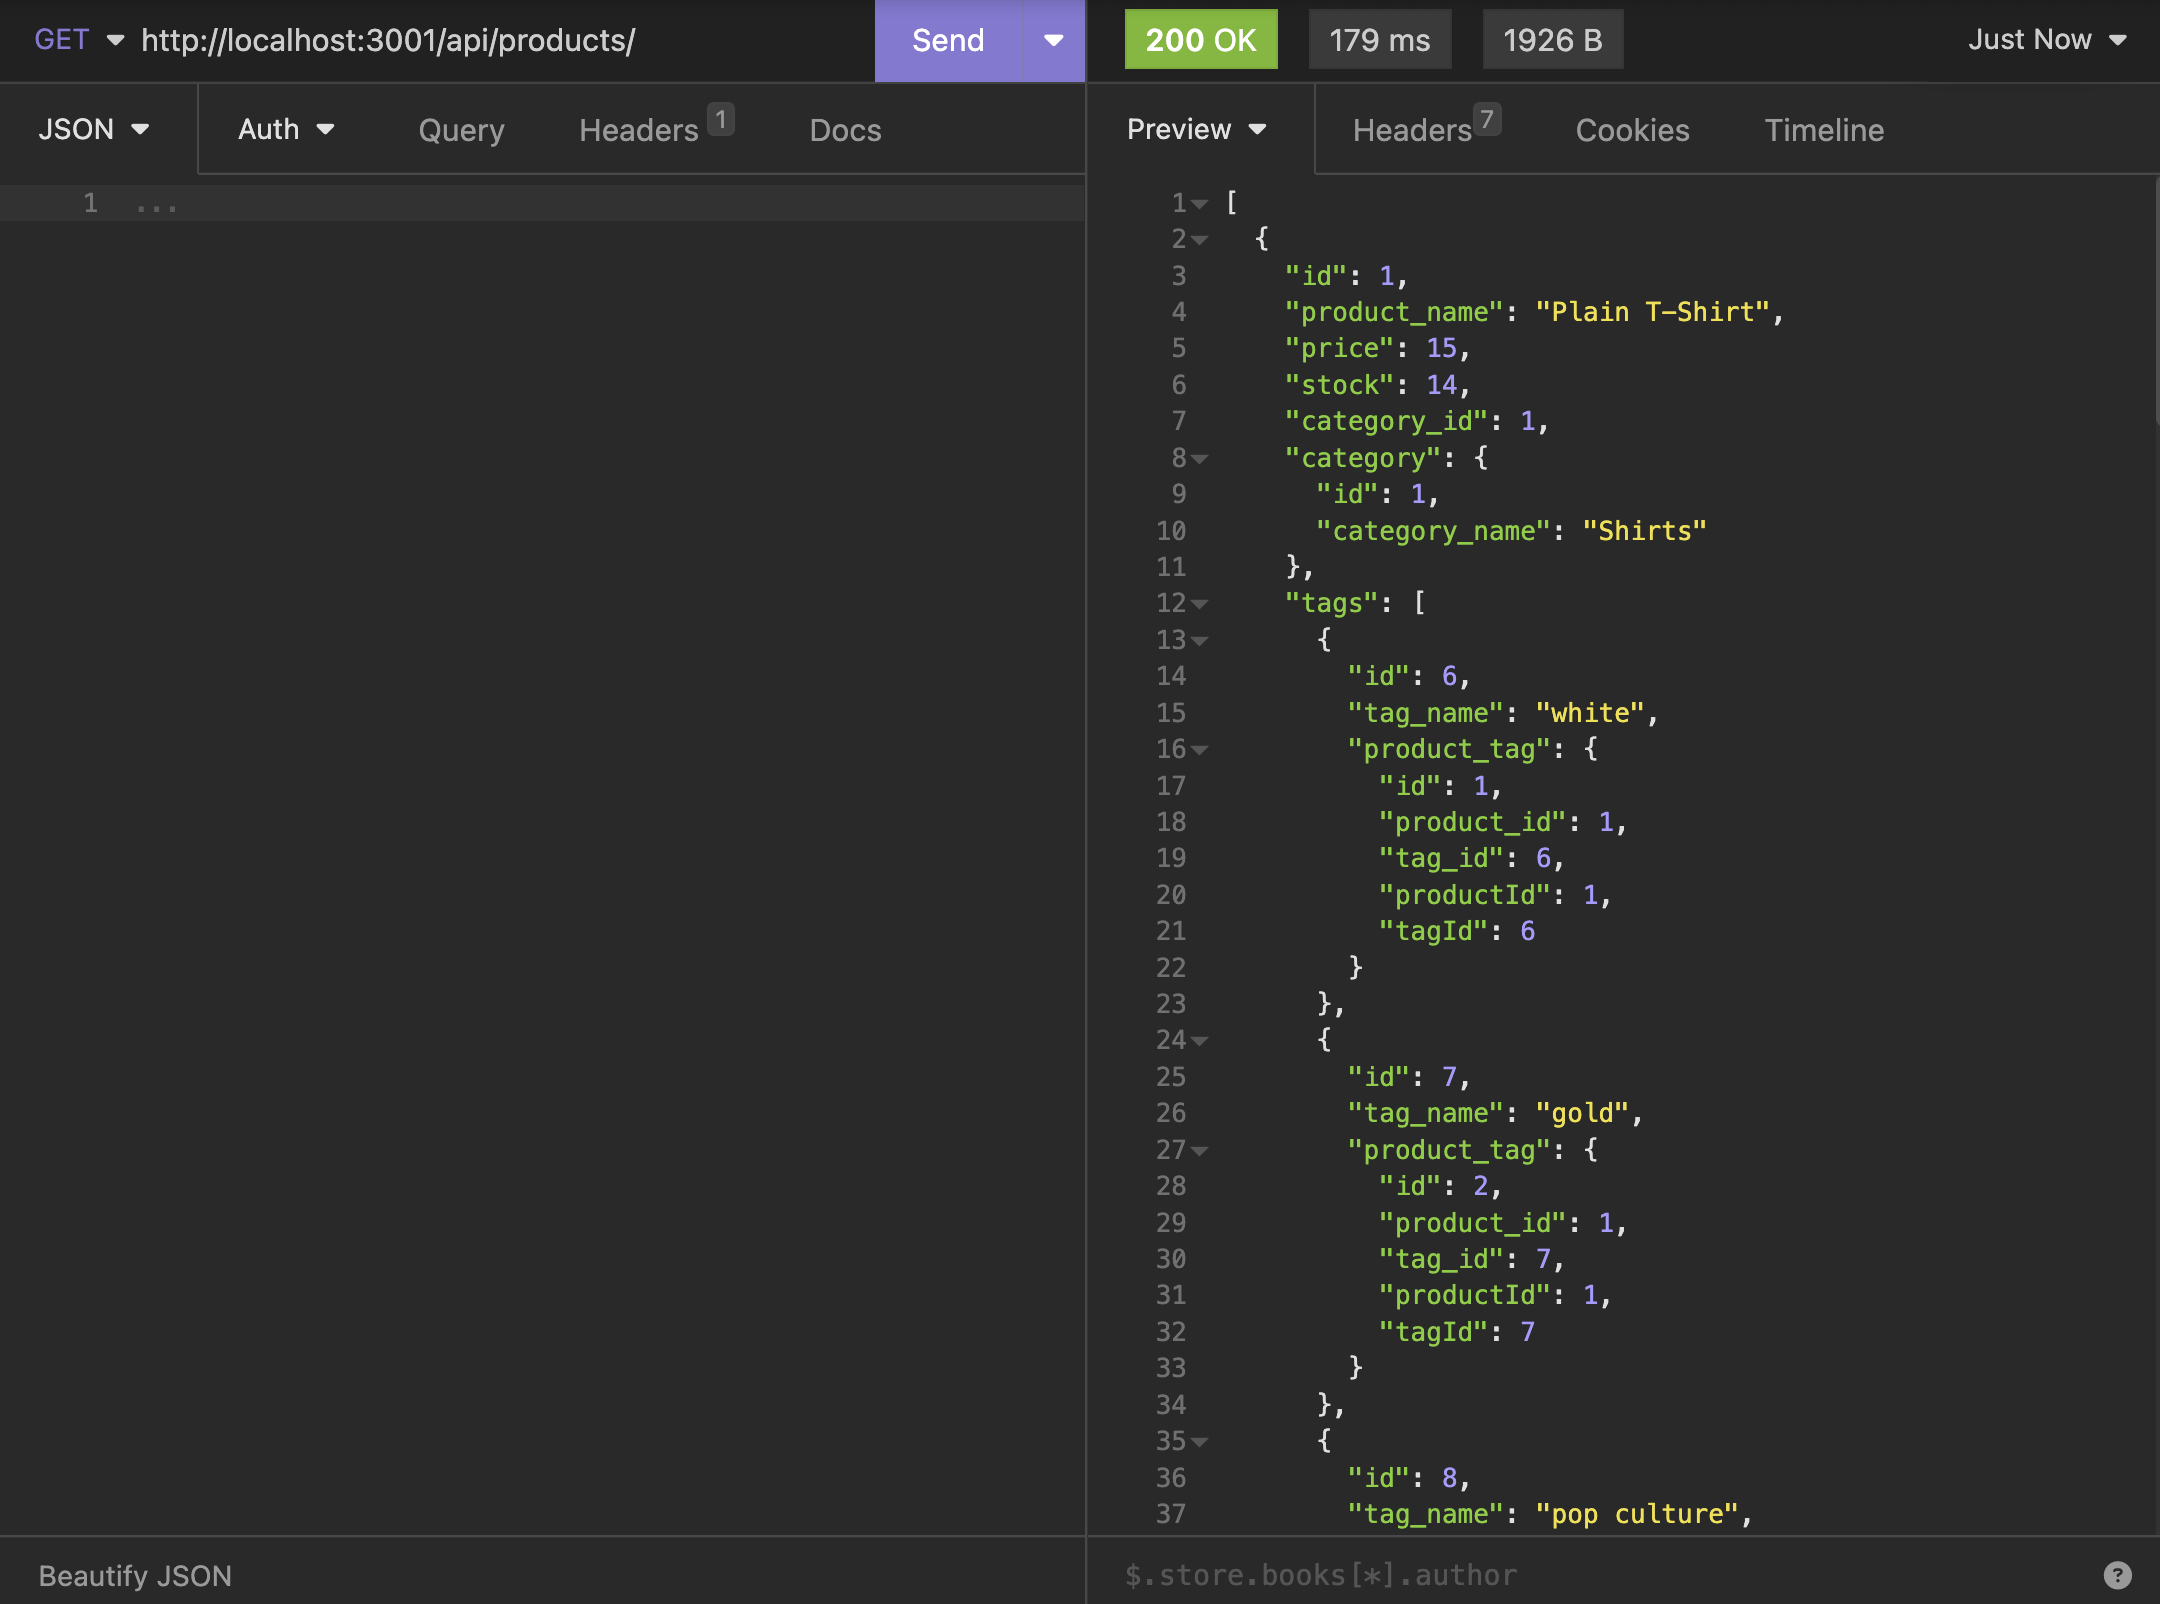 GET http://localhost:3001/api/products/ Send 200 OK 179 ms 1926 B Just Now
JSON Auth Query Headers 1 Docs Preview Headers 7 Cookies Timeline
1 ...
1 [
2 {
3 "id": 1,
4 "product_name": "Plain T-Shirt",
5 "price": 15,
6 "stock": 14,
7 "category_id": 1,
8 "category": {
9 "id": 1,
10 "category_name": "Shirts"
11 },
12 "tags": [
13 {
14 "id": 6,
15 "tag_name": "white",
16 "product_tag": {
17 "id": 1,
18 "product_id": 1,
19 "tag_id": 6,
20 "productId": 1,
21 "tagId": 6
22 }
23 },
24 {
25 "id": 7,
26 "tag_name": "gold",
27 "product_tag": {
28 "id": 2,
29 "product_id": 1,
30 "tag_id": 7,
31 "productId": 1,
32 "tagId": 7
33 }
34 },
35 {
36 "id": 8,
37 "tag_name": "pop culture",
Beautify JSON $.store.books[*].author ?